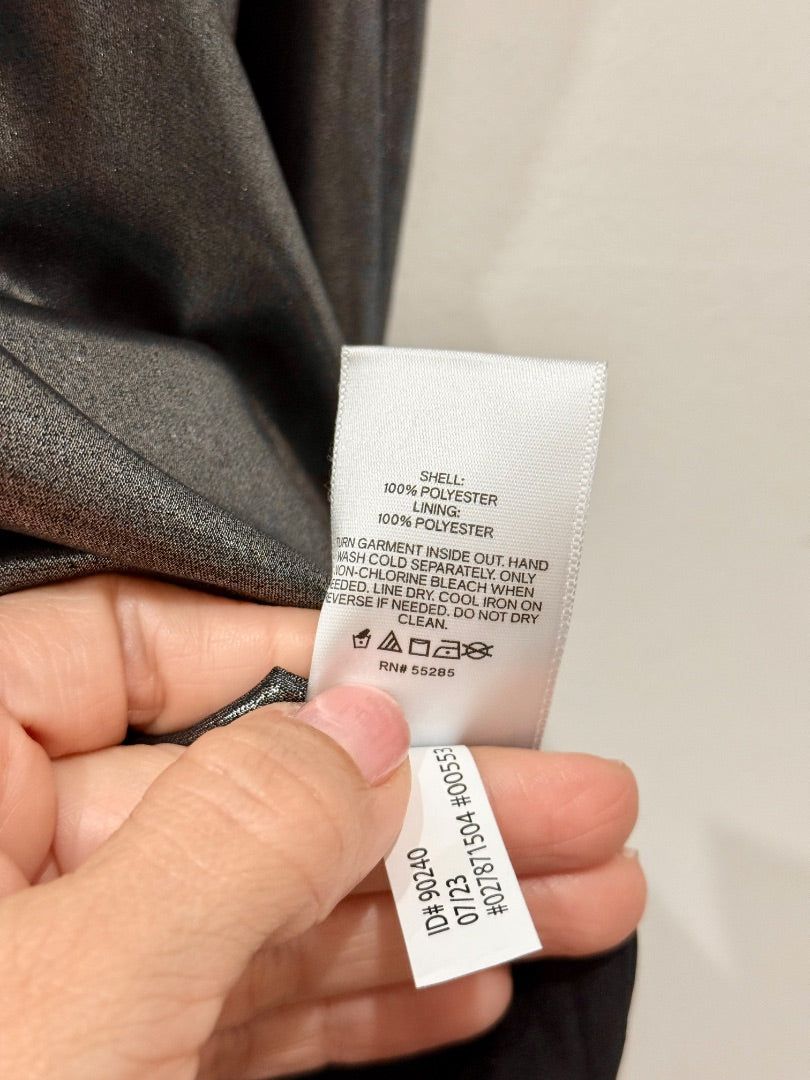 SHELL:
100% POLYESTER
LINING:
100% POLYESTER
TURN GARMENT INSIDE OUT. HAND
WASH COLD SEPARATELY. ONLY
NON-CHLORINE BLEACH WHEN
NEEDED. LINE DRY. COOL IRON ON
REVERSE IF NEEDED. DO NOT DRY
CLEAN.
RN# 55285
ID# 90240
07/23
#027871504 #00553